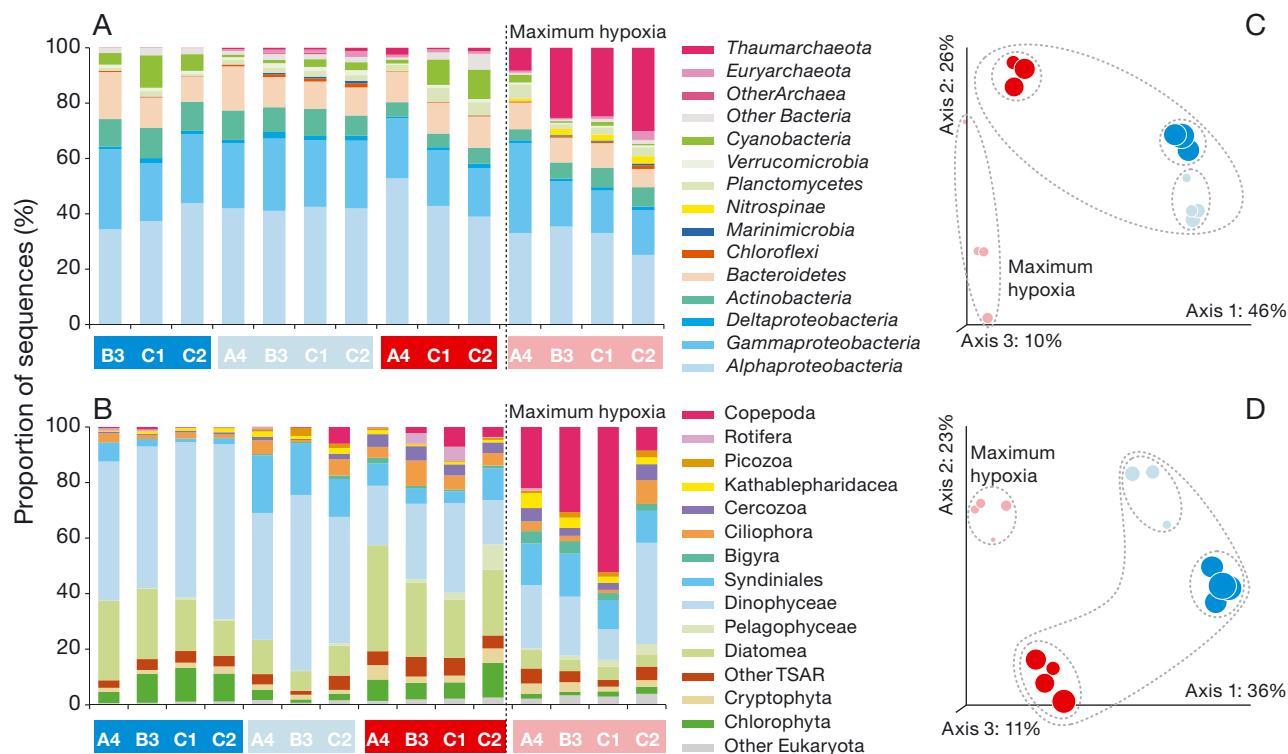 A
Maximum hypoxia
Proportion of sequences (%)
100
80
60
40
20
0
B3 C1 C2
A4 B3 C1 C2
A4 C1 C2
A4 B3 C1 C2
Thaumarchaeota
Euryarchaeota
OtherArchaea
Other Bacteria
Cyanobacteria
Verrucomicrobia
Planctomycetes
Nitrospinae
Marinimicrobia
Chloroflexi
Bacteroidetes
Actinobacteria
Deltaproteobacteria
Gammaproteobacteria
Alphaproteobacteria
C
Axis 2: 26%
Maximum
hypoxia
Axis 1: 46%
Axis 3: 10%
B
Maximum hypoxia
100
80
60
40
20
0
A4 B3 C1 C2
A4 B3 C2
A4 B3 C1 C2
A4 B3 C1 C2
Copepoda
Rotifera
Picozoa
Kathablepharidacea
Cercozoa
Ciliophora
Bigyra
Syndiniales
Dinophyceae
Pelagophyceae
Diatomea
Other TSAR
Cryptophyta
Chlorophyta
Other Eukaryota
D
Axis 2: 23%
Maximum
hypoxia
Axis 1: 36%
Axis 3: 11%